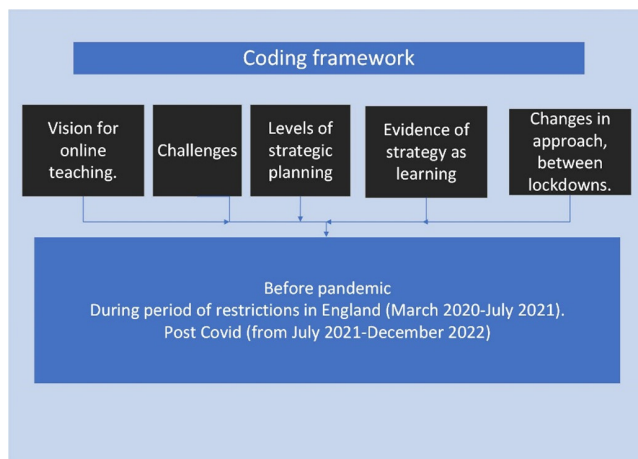 Coding framework
Vision for
online
teaching.
Challenges
Levels of
strategic
planning
Evidence of
strategy as
learning
Changes in
approach,
between
lockdowns.
Before pandemic
During period of restrictions in England (March 2020-July 2021).
Post Covid (from July 2021-December 2022)